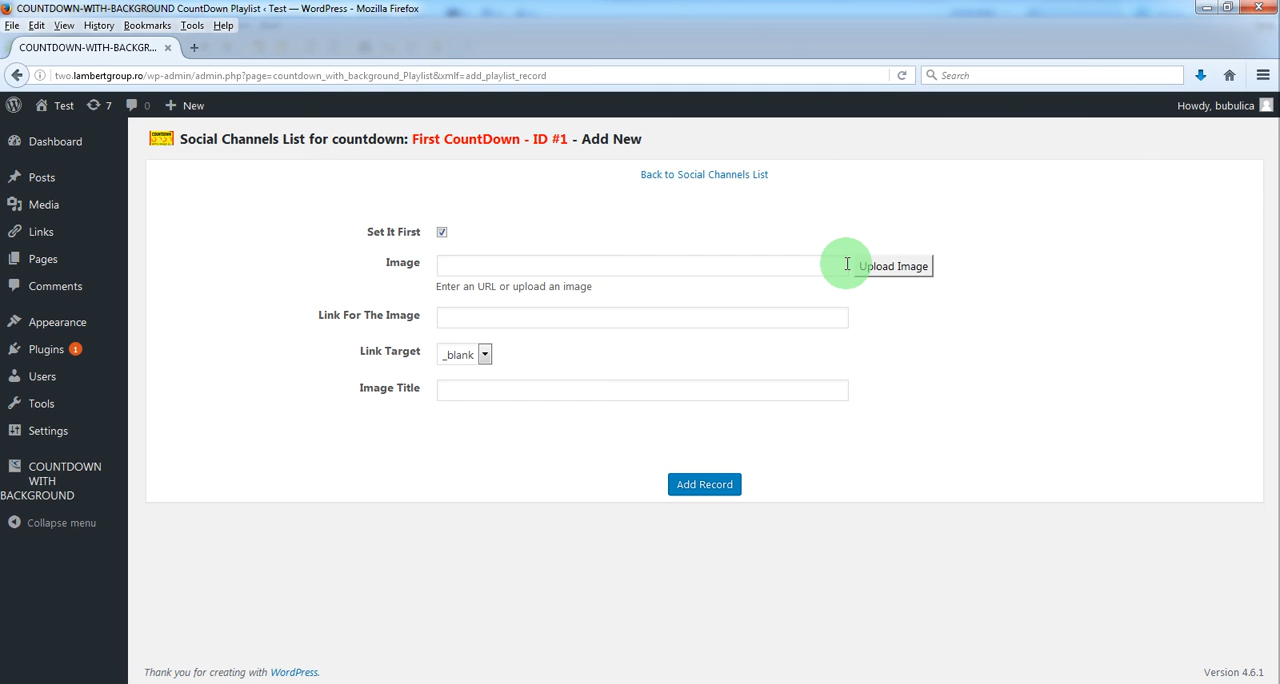 COUNTDOWN-WITH-BACKGROUND CountDown Playlist ‹ Test — WordPress - Mozilla Firefox
File Edit View History Bookmarks Tools Help
COUNTDOWN-WITH-BACKGR... × +
two.lambertgroup.ro/wp-admin/admin.php?page=countdown_with_background_Playlist&xmlf=add_playlist_record
Search
Test 7 0 + New
Howdy, bubulica
Dashboard
Posts
Media
Links
Pages
Comments
Appearance
Plugins 1
Users
Tools
Settings
COUNTDOWN
WITH
BACKGROUND
Collapse menu
Social Channels List for countdown: First CountDown - ID #1 - Add New
Back to Social Channels List
Set It First
Image
Upload Image
Enter an URL or upload an image
Link For The Image
Link Target
_blank
Image Title
Add Record
Thank you for creating with WordPress.
Version 4.6.1